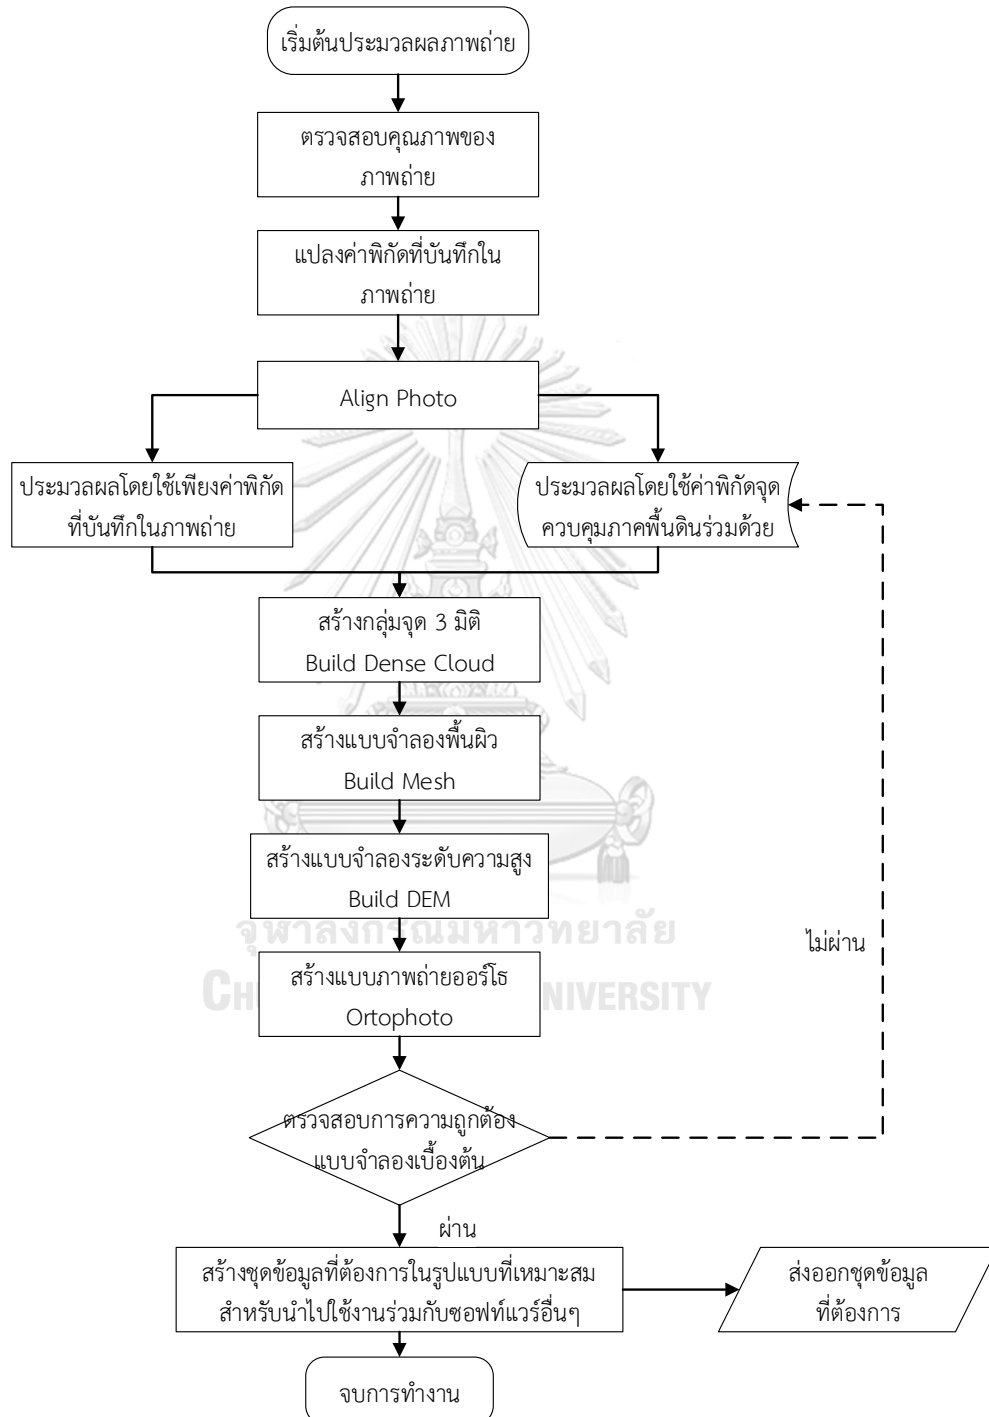 เริ่มต้นประมวลผลภาพถ่าย
ตรวจสอบคุณภาพของ
ภาพถ่าย
แปลงค่าพิกัดที่บันทึกใน
ภาพถ่าย
Align Photo
ประมวลผลโดยใช้เพียงค่าพิกัด
ที่บันทึกในภาพถ่าย
ประมวลผลโดยใช้ค่าพิกัดจุด
ควบคุมภาคพื้นดินร่วมด้วย
สร้างกลุ่มจุด 3 มิติ
Build Dense Cloud
สร้างแบบจำลองพื้นผิว
Build Mesh
สร้างแบบจำลองระดับความสูง
Build DEM
จุฬาลงกรณ์มหาวิทยาลัย
ไม่ผ่าน
สร้างแบบภาพถ่ายออร์โธ
Ortophoto
CH NIVERSITY
ตรวจสอบการความถูกต้อง
แบบจำลองเบื้องต้น
ผ่าน
สร้างชุดข้อมูลที่ต้องการในรูปแบบที่เหมาะสม
สำหรับนำไปใช้งานร่วมกับซอฟท์แวร์อื่นๆ
ส่งออกชุดข้อมูล
ที่ต้องการ
จบการทำงาน